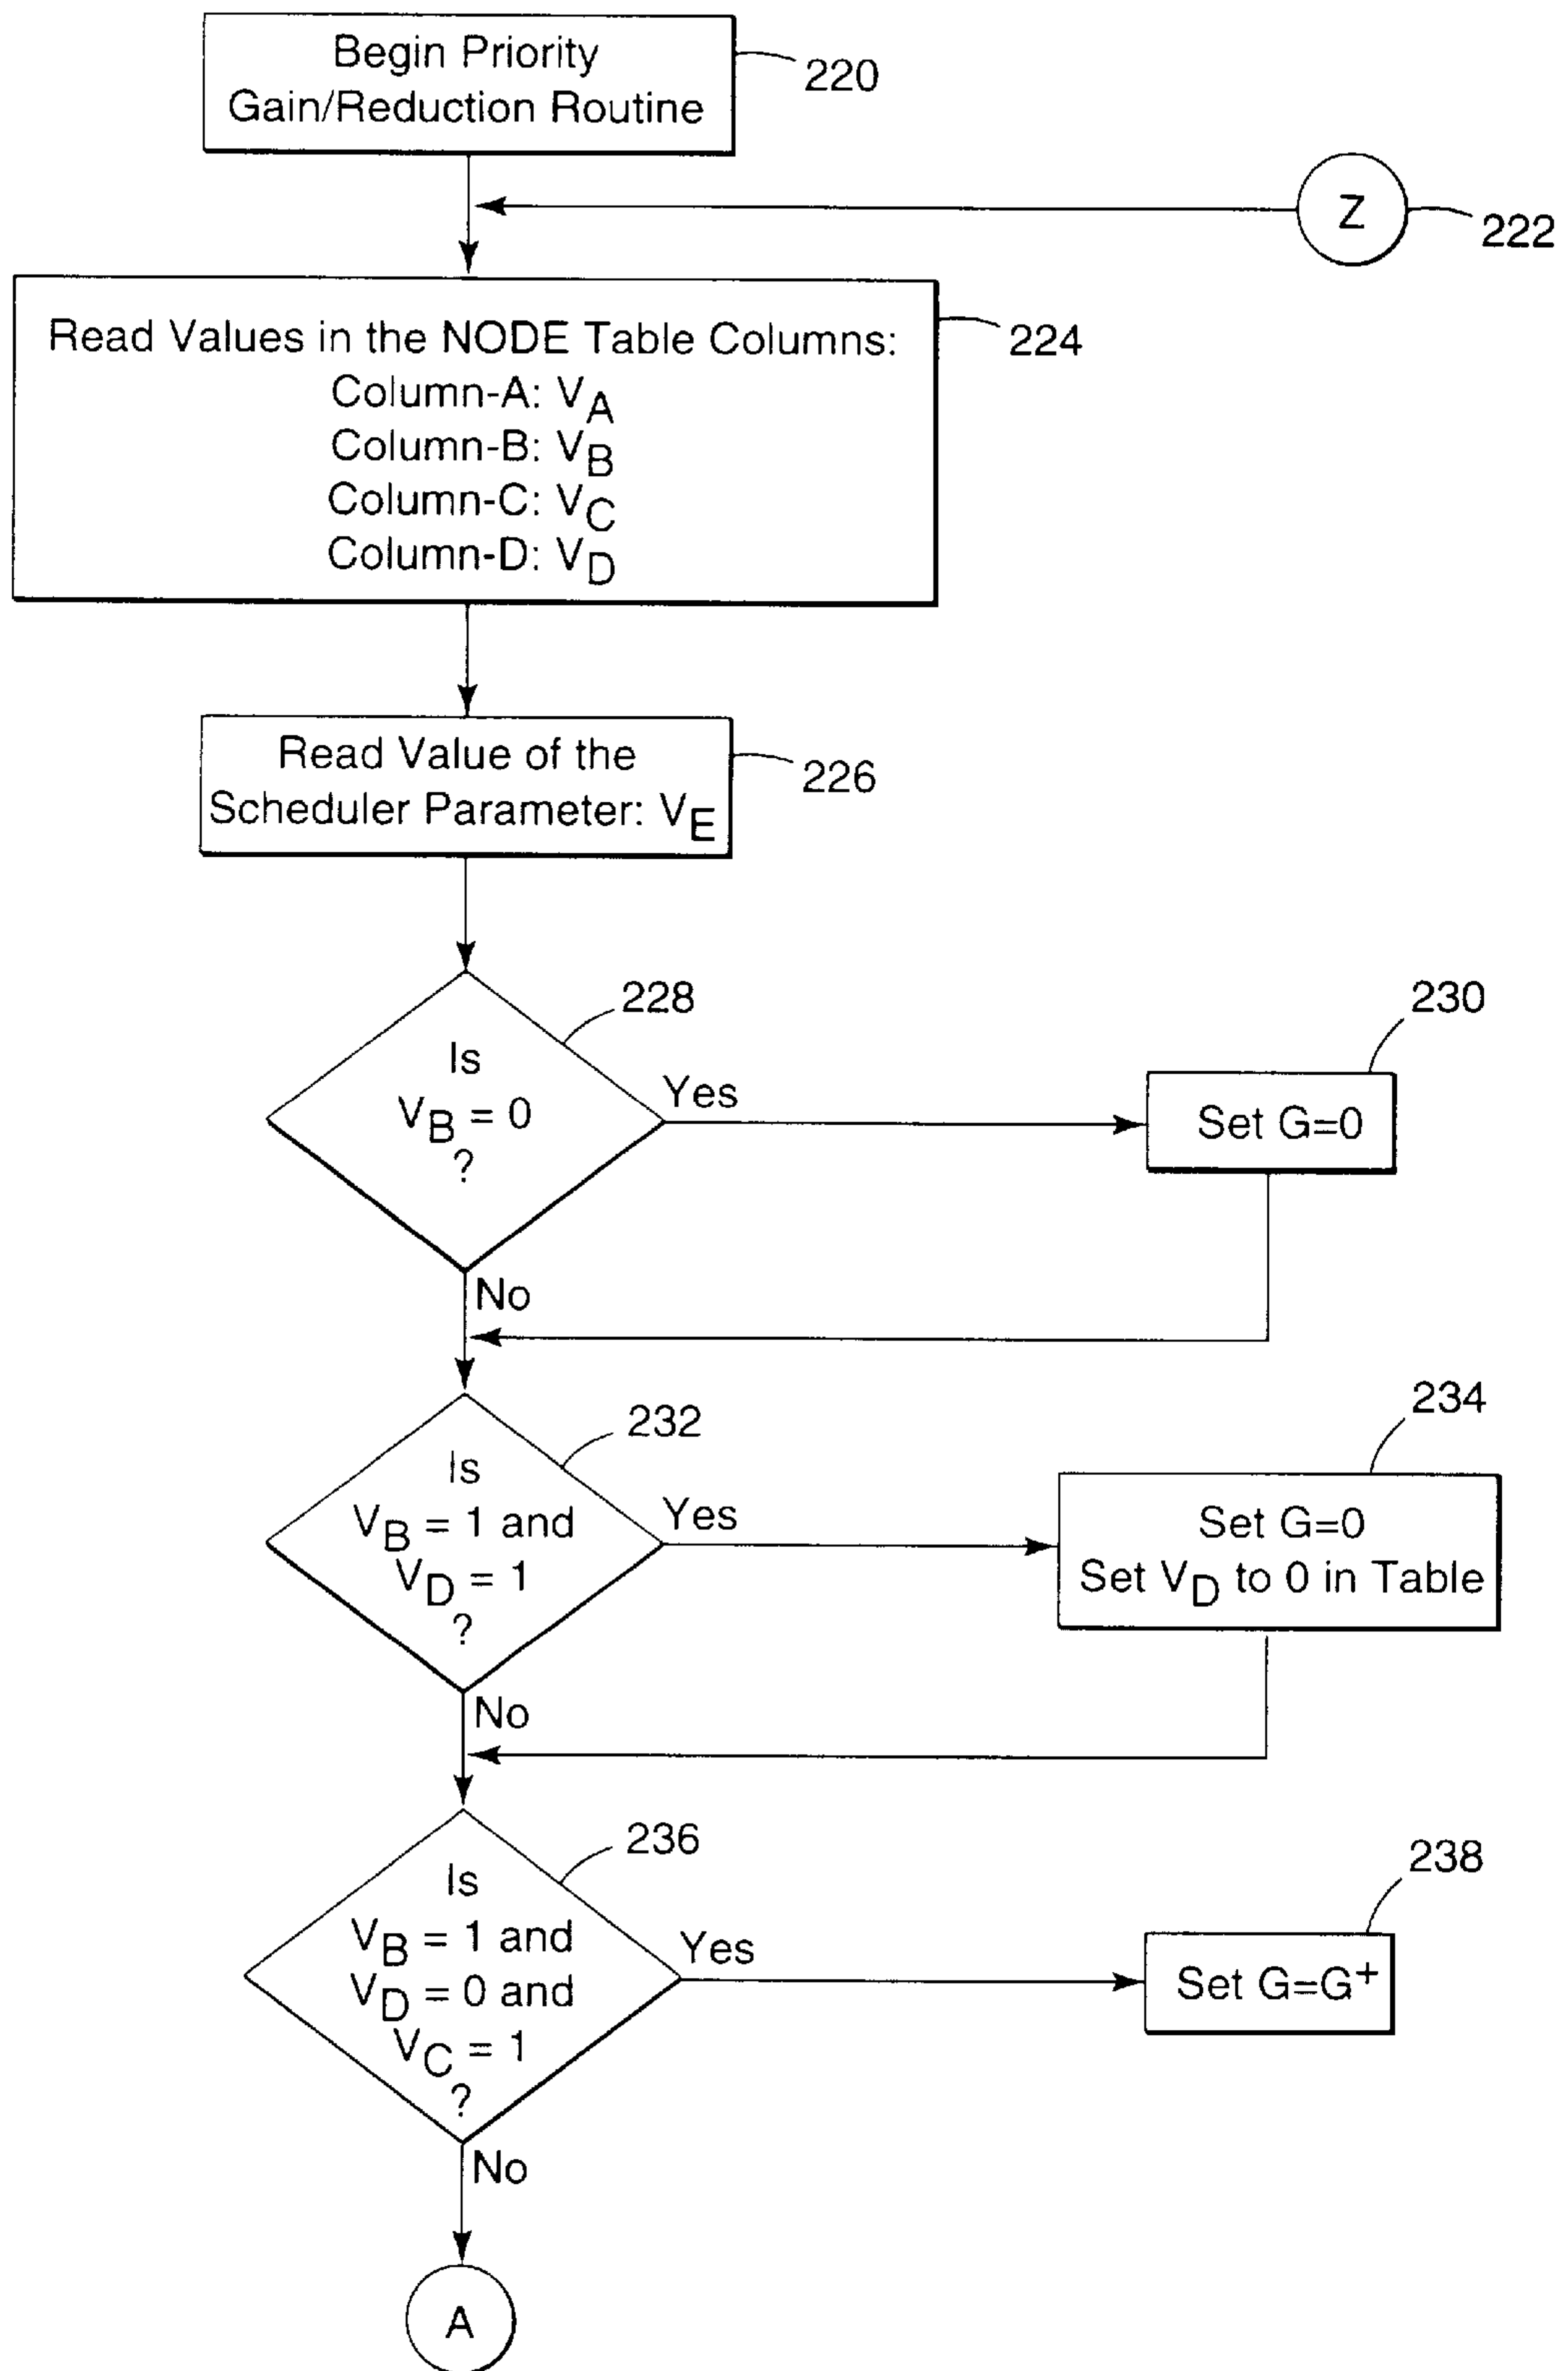 Begin Priority
Gain/Reduction Routine
220
Z
222
Read Values in the NODE Table Columns:
Column-A: VA
Column-B: VB
Column-C: VC
Column-D: VD
224
Read Value of the
Scheduler Parameter: VE
226
228
Is
VB = 0
?
Yes
230
Set G=0
No
232
Is
VB = 1 and
VD = 1
?
Yes
234
Set G=0
Set VD to 0 in Table
No
236
Is
VB = 1 and
VD = 0 and
VC = 1
?
Yes
238
Set G=G+
No
A